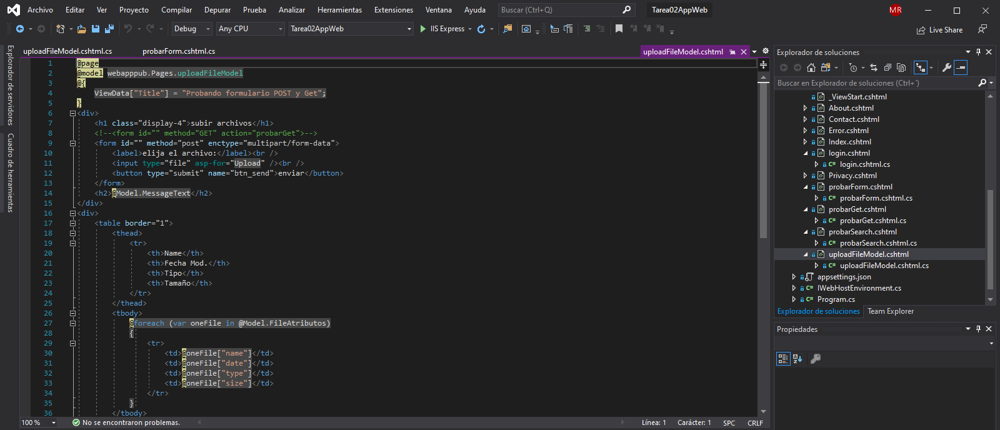 Archivo Editar Ver Proyecto Compilar Depurar Prueba Analizar Herramientas Extensiones Ventana Ayuda Buscar (Ctrl+Q) Tarea02AppWeb MR
Debug Any CPU Tarea02AppWeb IIS Express Live Share
Explorador de servidores
Cuadro de herramientas
uploadFileModel.cshtml.cs probarForm.cshtml.cs uploadFileModel.cshtml
1 @page
2 @model webapppub.Pages.uploadFileModel
3 @{
4 ViewData["Title"] = "Probando formulario POST y Get";
5 }
6 <div>
7 <h1 class="display-4">subir archivos</h1>
8 <!--<form id="" method="GET" action="probarGet">-->
9 <form id="" method="post" enctype="multipart/form-data">
10 <label>elija el archivo:</label><br />
11 <input type="file" asp-for="Upload" /><br />
12 <button type="submit" name="btn_send">enviar</button>
13 </form>
14 <h2>@Model.MessageText</h2>
15 </div>
16 <div>
17 <table border="1">
18 <thead>
19 <tr>
20 <th>Name</th>
21 <th>Fecha Mod.</th>
22 <th>Tipo</th>
23 <th>Tamaño</th>
24 </tr>
25 </thead>
26 <tbody>
27 @foreach (var oneFile in @Model.FileAtributos)
28 {
29 <tr>
30 <td>@oneFile["name"]</td>
31 <td>@oneFile["date"]</td>
32 <td>@oneFile["type"]</td>
33 <td>@oneFile["size"]</td>
34 </tr>
35 }
36 </tbody>
100 % No se encontraron problemas. Línea: 1 Carácter: 1 SPC CRLF
Explorador de soluciones
Buscar en Explorador de soluciones (Ctrl+´)
_ViewStart.cshtml
About.cshtml
Contact.cshtml
Error.cshtml
Index.cshtml
login.cshtml
C# login.cshtml.cs
Privacy.cshtml
probarForm.cshtml
C# probarForm.cshtml.cs
probarGet.cshtml
C# probarGet.cshtml.cs
probarSearch.cshtml
C# probarSearch.cshtml.cs
uploadFileModel.cshtml
C# uploadFileModel.cshtml.cs
appsettings.json
C# IWebHostEnvironment.cs
C# Program.cs
Explorador de soluciones Team Explorer
Propiedades